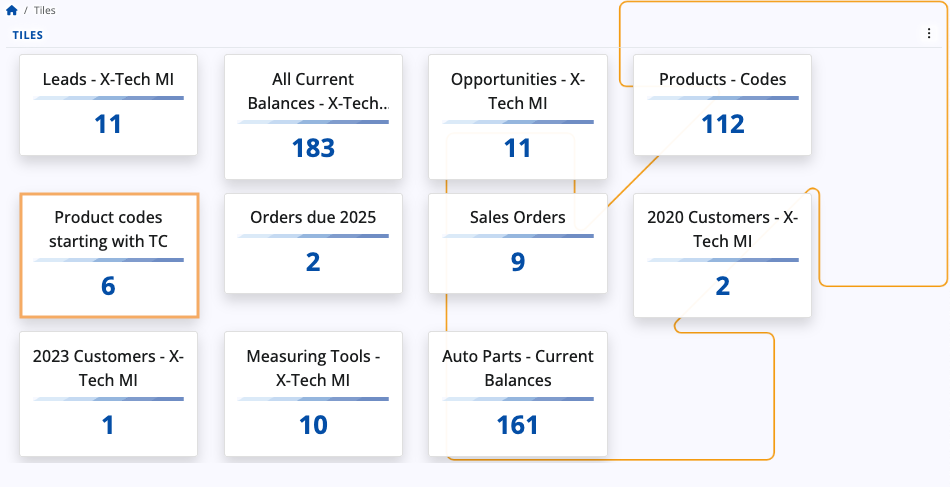 / Tiles
TILES
Leads - X-Tech MI
11
All Current
Balances - X-Tech..
183
Opportunities - X-
Tech MI
11
Products - Codes
112
Product codes
starting with TC
6
Orders due 2025
2
Sales Orders
9
2020 Customers - X-
Tech MI
2
2023 Customers - X-
Tech MI
1
Measuring Tools -
X-Tech MI
10
Auto Parts - Current
Balances
161